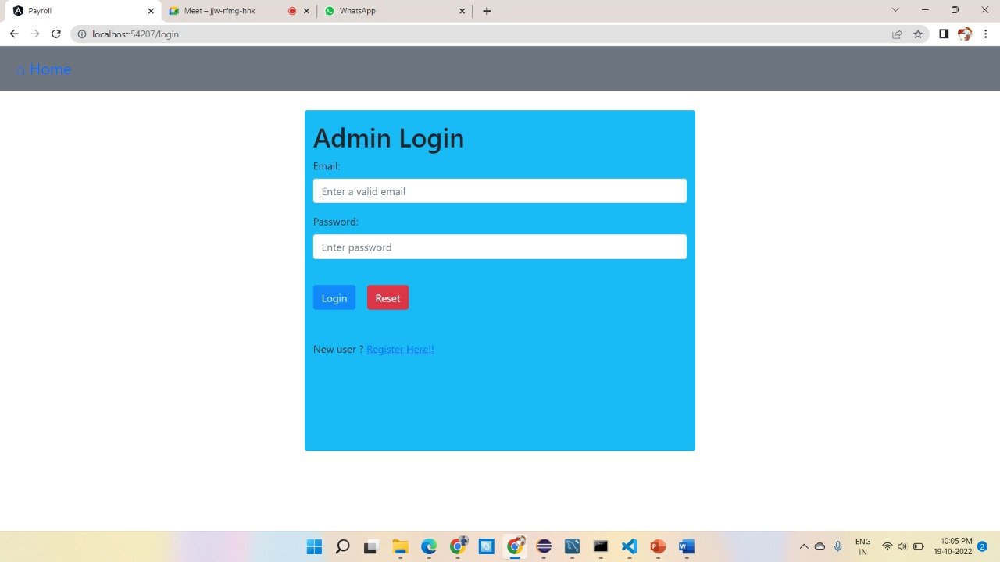 Payroll
Meet – jjw-rfmg-hnx
WhatsApp
localhost:54207/login
Home
Admin Login
Email:
Enter a valid email
Password:
Enter password
Login
Reset
New user ? Register Here!!
ENG
IN
10:05 PM
19-10-2022
2